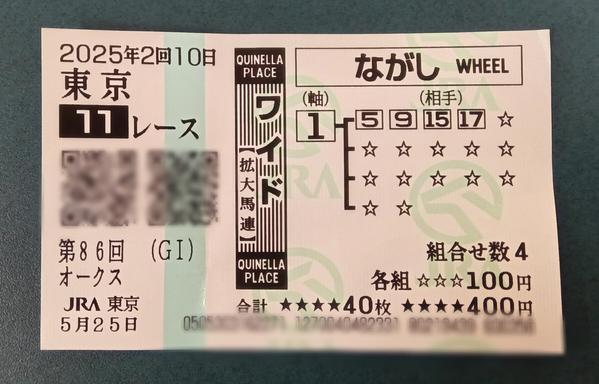 2025年2回10日
東京
11レース
第86回 (GI)
オークス
JRA 東京
5月25日
QUINELLA PLACE
ワイド
【拡大馬連】
QUINELLA PLACE
ながし WHEEL
(軸) (相手)
1 5 9 15 17 ☆
☆ ☆ ☆ ☆ ☆
☆ ☆ ☆ ☆ ☆
☆ ☆
組合せ数4
各組 ☆☆☆100円
合計 ★★★★40枚 ★★★★400円
JRA
JRA